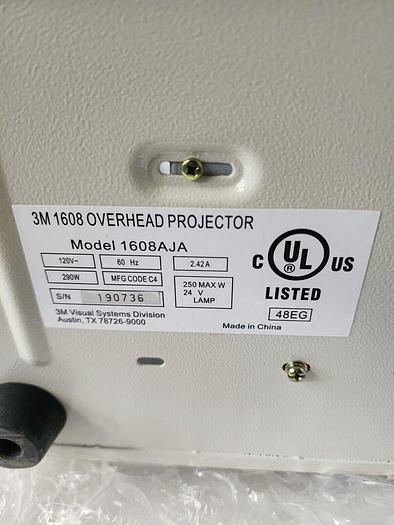 3M 1608 OVERHEAD PROJECTOR
Model 1608AJA
120V~ 60 Hz 2.42A
290W MFG CODE C4
250 MAX W
24 V
LAMP
S/N 190736
3M Visual Systems Division
Austin, TX 78726-9000
C UL ® US
LISTED
48EG
Made in China